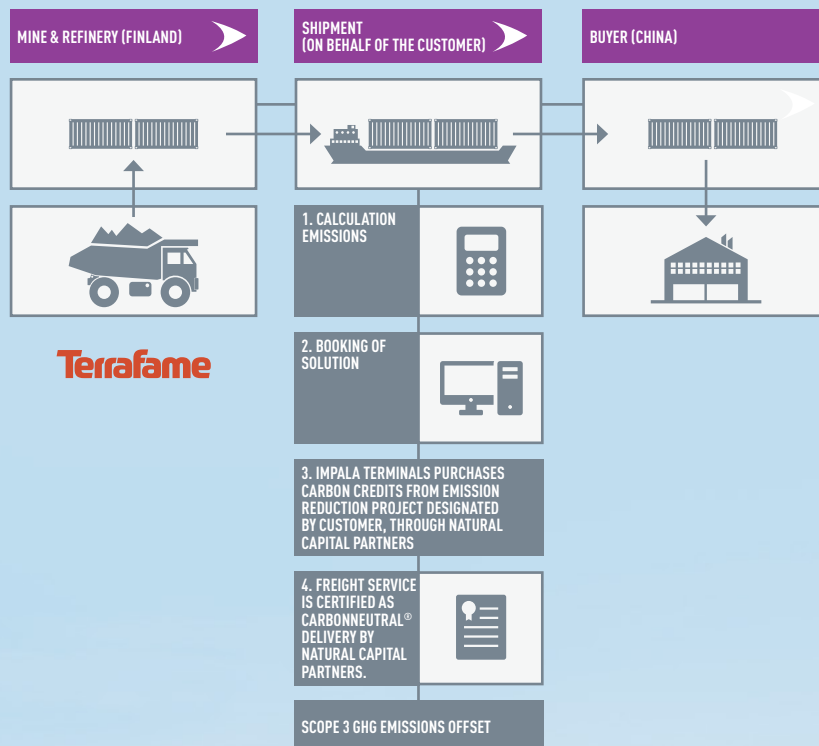 MINE & REFINERY (FINLAND)
SHIPMENT
(ON BEHALF OF THE CUSTOMER)
BUYER (CHINA)
1. CALCULATION
EMISSIONS
Terrafame
2. BOOKING OF
SOLUTION
3. IMPALA TERMINALS PURCHASES
CARBON CREDITS FROM EMISSION
REDUCTION PROJECT DESIGNATED
BY CUSTOMER, THROUGH NATURAL
CAPITAL PARTNERS
4. FREIGHT SERVICE
IS CERTIFIED AS
CARBONNEUTRAL®
DELIVERY BY
NATURAL CAPITAL
PARTNERS.
SCOPE 3 GHG EMISSIONS OFFSET